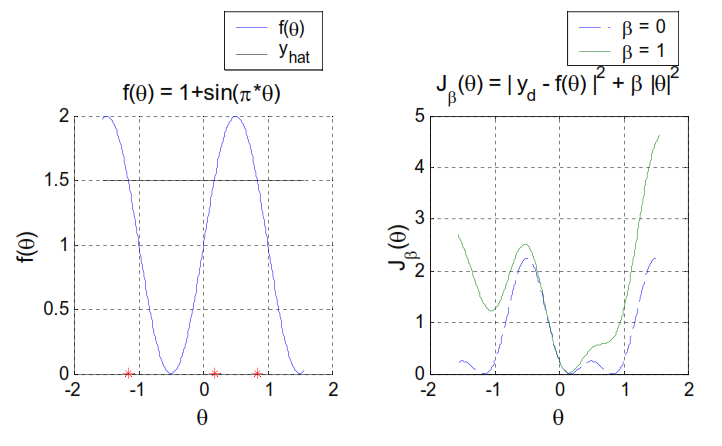 f(θ)
y_hat
f(θ) = 1+sin(π*θ)
2
1.5
1
0.5
0
-2 -1 0 1 2
f(θ)
θ
β = 0
β = 1
J_β(θ) = | y_d - f(θ) |^2 + β |θ|^2
5
4
3
2
1
0
-2 -1 0 1 2
J_β(θ)
θ